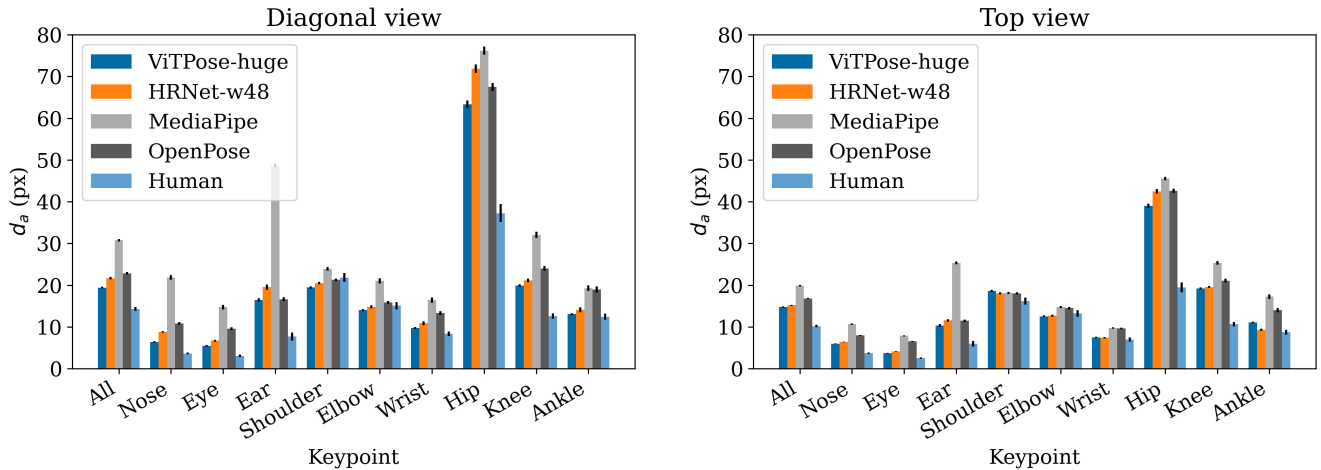 Diagonal view
80
70
60
50
40
30
20
10
0
d_a (px)
ViTPose-huge
HRNet-w48
MediaPipe
OpenPose
Human
All
Nose
Eye
Ear
Shoulder
Elbow
Wrist
Hip
Knee
Ankle
Keypoint
Top view
80
70
60
50
40
30
20
10
0
d_a (px)
ViTPose-huge
HRNet-w48
MediaPipe
OpenPose
Human
All
Nose
Eye
Ear
Shoulder
Elbow
Wrist
Hip
Knee
Ankle
Keypoint